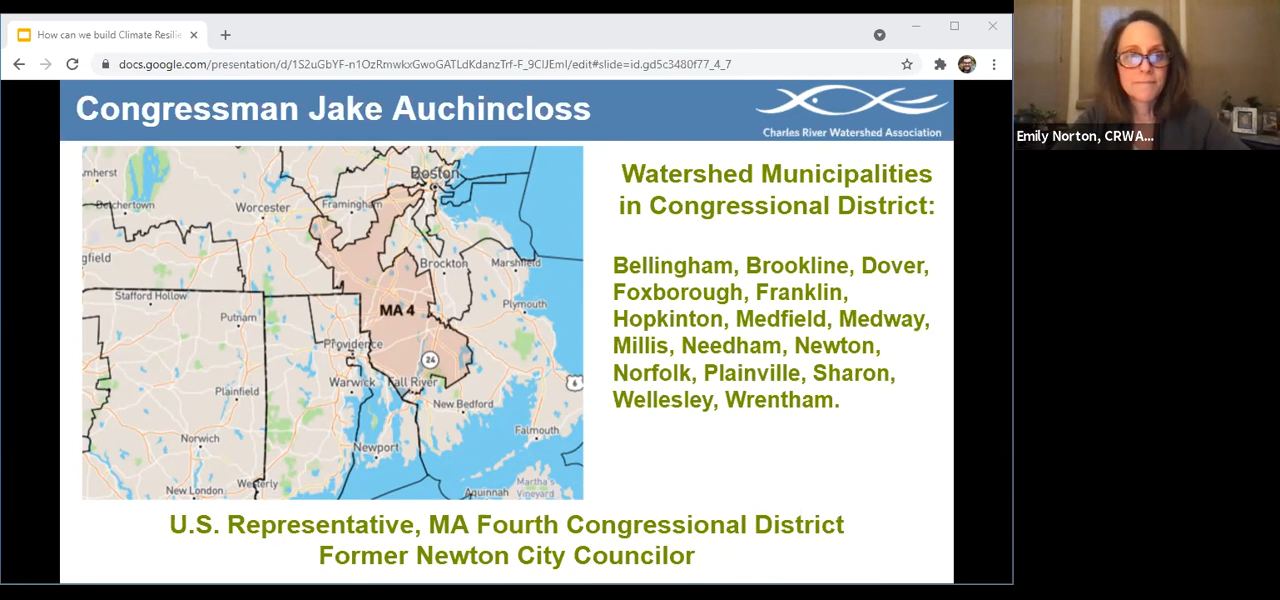 How can we build Climate Resilie
docs.google.com/presentation/d/1S2uGbYF-n1OzRmwkxGwoGATLdKdanzTrf-F_9ClJEmI/edit#slide=id.gd5c3480f77_4_7
Congressman Jake Auchincloss
Charles River Watershed Association
mherst
Boston
Belchertown
Worcester
Framingham
gfield
Brockton
Marshfield
Stafford Hollow
MA 4
Plymouth
Putnam
Providence
24
6
Plainfield
Warwick
Fall River
New Bedford
Norwich
Newport
Falmouth
New London
Westerly
Aquinnah
Martha's
Vineyard
Watershed Municipalities
in Congressional District:
Bellingham, Brookline, Dover,
Foxborough, Franklin,
Hopkinton, Medfield, Medway,
Millis, Needham, Newton,
Norfolk, Plainville, Sharon,
Wellesley, Wrentham.
U.S. Representative, MA Fourth Congressional District
Former Newton City Councilor
Emily Norton, CRWA...